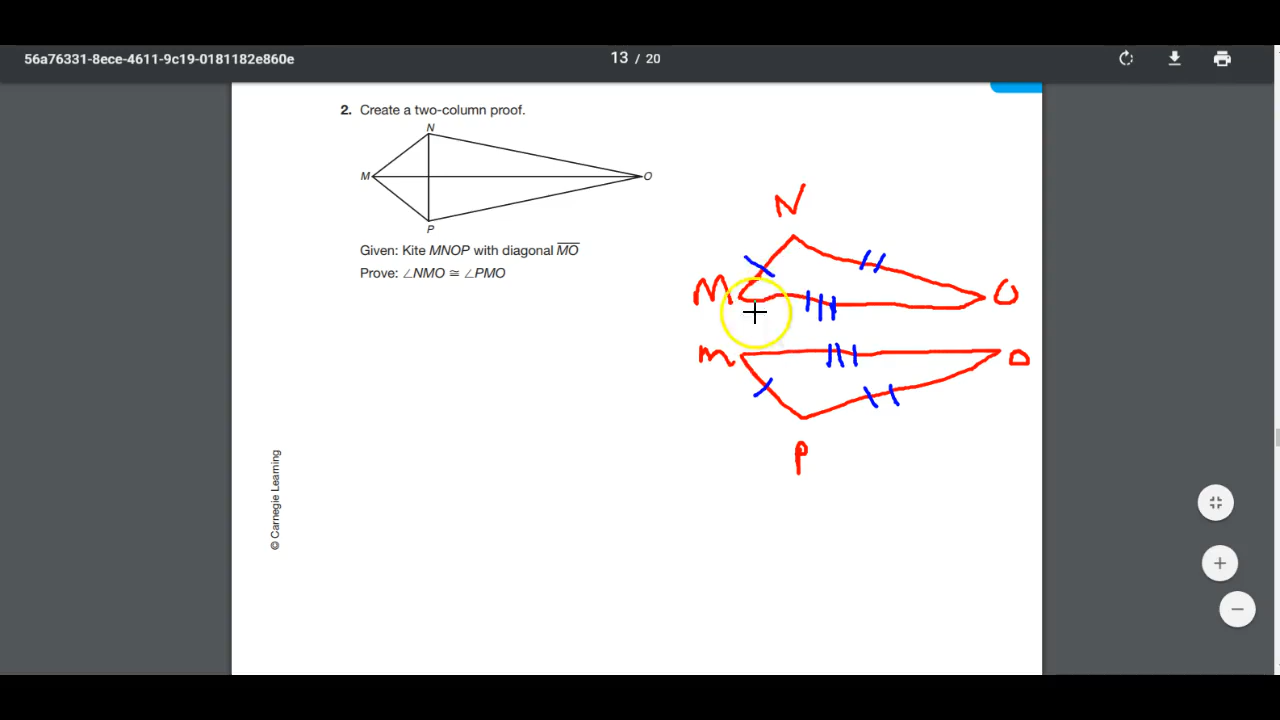 56a76331-8ece-4611-9c19-0181182e860e
13 / 20
2. Create a two-column proof.
N
M
O
P
Given: Kite MNOP with diagonal M̅O̅
Prove: ∠NMO ≅ ∠PMO
N
M
O
m
O
P
© Carnegie Learning